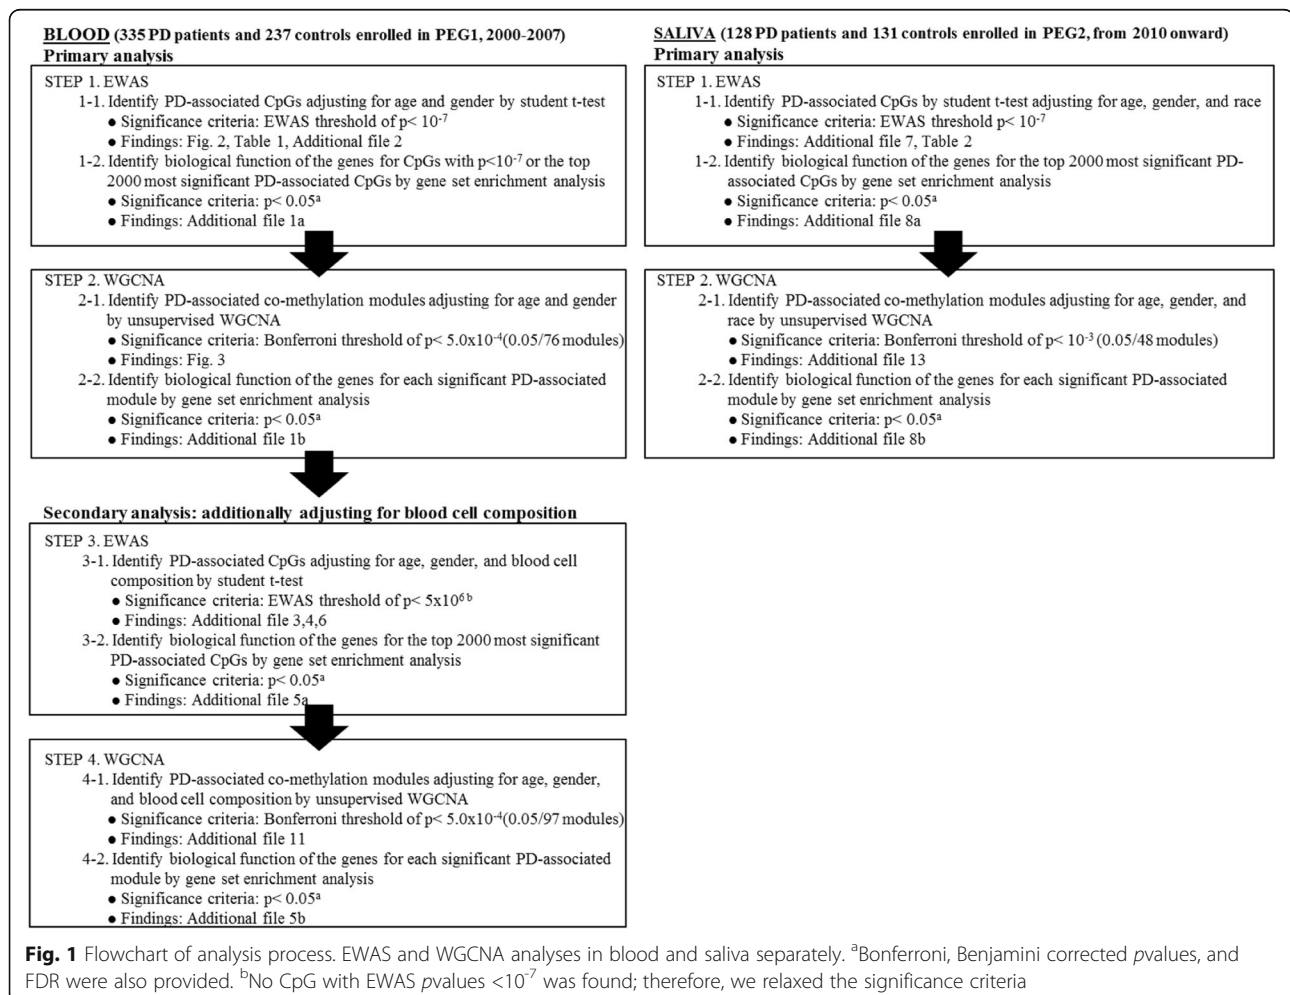 BLOOD (335 PD patients and 237 controls enrolled in PEG1, 2000-2007)
Primary analysis
STEP 1. EWAS
1-1. Identify PD-associated CpGs adjusting for age and gender by student t-test
● Significance criteria: EWAS threshold of p< 10⁻⁷
● Findings: Fig. 2, Table 1, Additional file 2
1-2. Identify biological function of the genes for CpGs with p<10⁻⁷ or the top
2000 most significant PD-associated CpGs by gene set enrichment analysis
● Significance criteria: p< 0.05ᵃ
● Findings: Additional file 1a
STEP 2. WGCNA
2-1. Identify PD-associated co-methylation modules adjusting for age and gender
by unsupervised WGCNA
● Significance criteria: Bonferroni threshold of p< 5.0x10⁻⁴(0.05/76 modules)
● Findings: Fig. 3
2-2. Identify biological function of the genes for each significant PD-associated
module by gene set enrichment analysis
● Significance criteria: p< 0.05ᵃ
● Findings: Additional file 1b
Secondary analysis: additionally adjusting for blood cell composition
STEP 3. EWAS
3-1. Identify PD-associated CpGs adjusting for age, gender, and blood cell
composition by student t-test
● Significance criteria: EWAS threshold of p< 5x10⁶ ᵇ
● Findings: Additional file 3,4,6
3-2. Identify biological function of the genes for the top 2000 most significant
PD-associated CpGs by gene set enrichment analysis
● Significance criteria: p< 0.05ᵃ
● Findings: Additional file 5a
STEP 4. WGCNA
4-1. Identify PD-associated co-methylation modules adjusting for age, gender,
and blood cell composition by unsupervised WGCNA
● Significance criteria: Bonferroni threshold of p< 5.0x10⁻⁴(0.05/97 modules)
● Findings: Additional file 11
4-2. Identify biological function of the genes for each significant PD-associated
module by gene set enrichment analysis
● Significance criteria: p< 0.05ᵃ
● Findings: Additional file 5b
SALIVA (128 PD patients and 131 controls enrolled in PEG2, from 2010 onward)
Primary analysis
STEP 1. EWAS
1-1. Identify PD-associated CpGs by student t-test adjusting for age, gender, and race
● Significance criteria: EWAS threshold p< 10⁻⁷
● Findings: Additional file 7, Table 2
1-2. Identify biological function of the genes for the top 2000 most significant PD-
associated CpGs by gene set enrichment analysis
● Significance criteria: p< 0.05ᵃ
● Findings: Additional file 8a
STEP 2. WGCNA
2-1. Identify PD-associated co-methylation modules adjusting for age, gender, and
race by unsupervised WGCNA
● Significance criteria: Bonferroni threshold of p< 10⁻³ (0.05/48 modules)
● Findings: Additional file 13
2-2. Identify biological function of the genes for each significant PD-associated
module by gene set enrichment analysis
● Significance criteria: p< 0.05ᵃ
● Findings: Additional file 8b
Fig. 1 Flowchart of analysis process. EWAS and WGCNA analyses in blood and saliva separately. ᵃBonferroni, Benjamini corrected pvalues, and
FDR were also provided. ᵇNo CpG with EWAS pvalues <10⁻⁷ was found; therefore, we relaxed the significance criteria